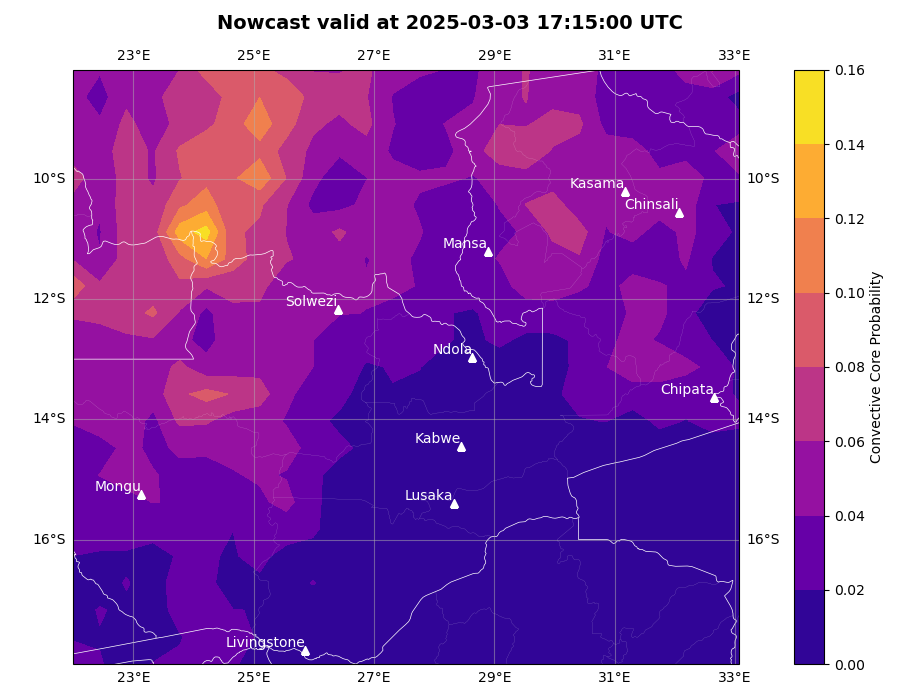 Nowcast valid at 2025-03-03 17:15:00 UTC
23°E 25°E 27°E 29°E 31°E 33°E
0.16
0.14
0.12
0.10
0.08
0.06
0.04
0.02
0.00
Convective Core Probability
10°S 10°S
12°S 12°S
14°S 14°S
16°S 16°S
Kasama
Chinsali
Mansa
Solwezi
Ndola
Chipata
Kabwe
Mongu
Lusaka
Livingstone
23°E 25°E 27°E 29°E 31°E 33°E